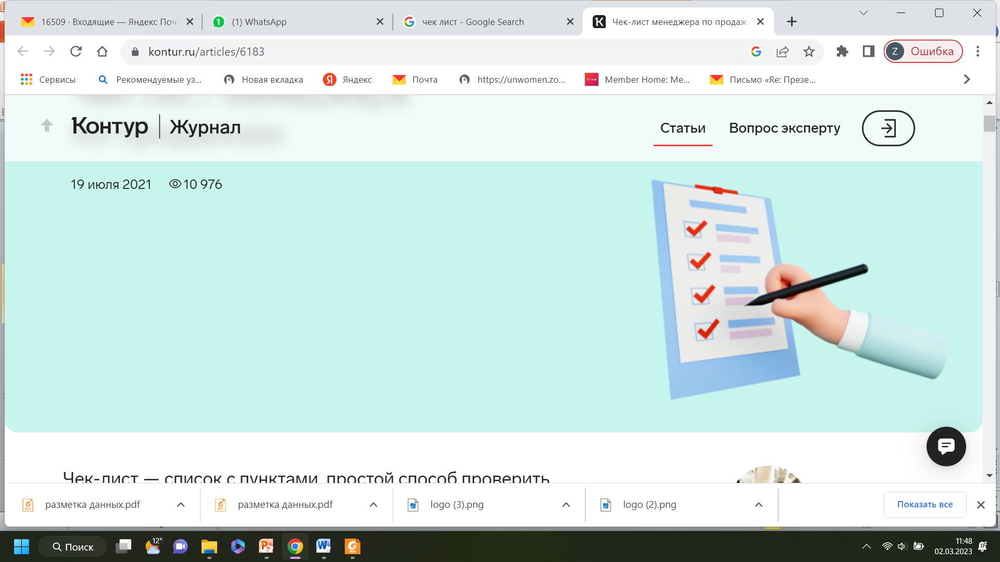 16509 · Входящие — Яндекс Поч
(1) WhatsApp
чек лист - Google Search
Чек-лист менеджера по продажа
kontur.ru/articles/6183
Z
Ошибка
Сервисы
Рекомендуемые уз...
Новая вкладка
Яндекс
Почта
https://unwomen.zo...
Member Home: Me...
Письмо «Re: Презе...
Контур
Журнал
Статьи
Вопрос эксперту
19 июля 2021
10 976
Чек-лист — список с пунктами, простой способ проверить
разметка данных.pdf
разметка данных.pdf
logo (3).png
logo (2).png
Показать все
Поиск
12°
11:48
02.03.2023